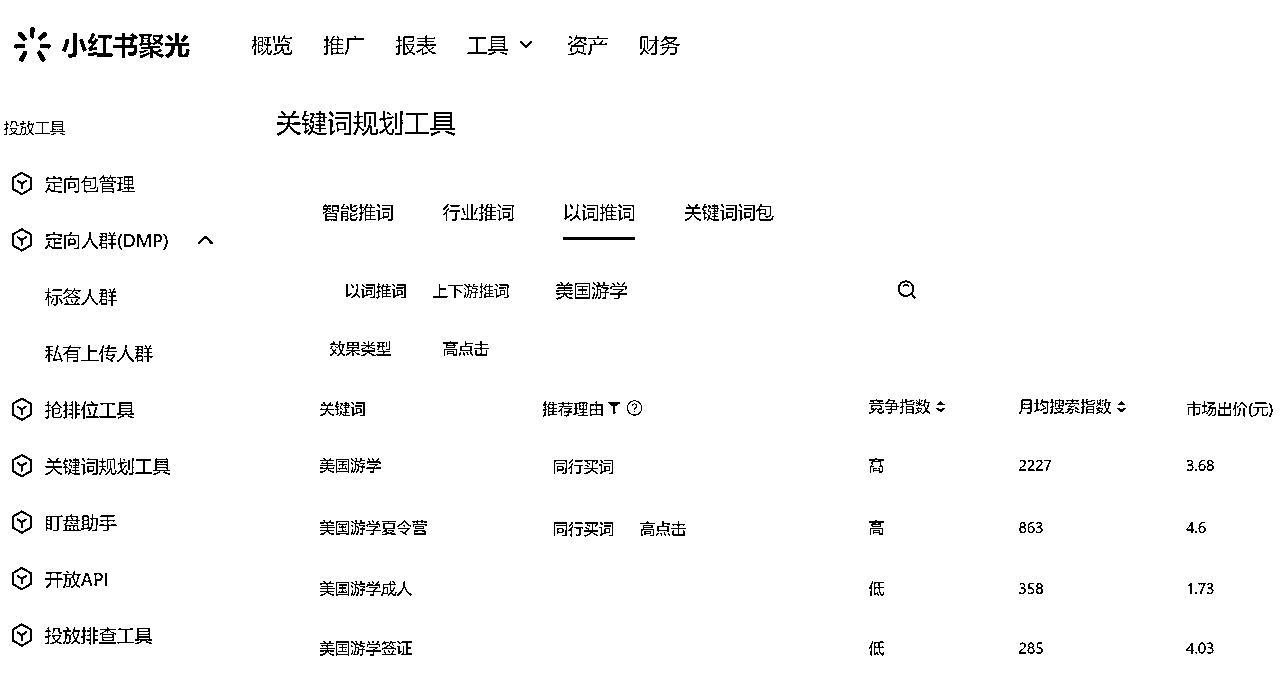 小红书聚光 概览 推广 报表 工具 资产 财务
投放工具
定向包管理
定向人群(DMP)
标签人群
私有上传人群
抢排位工具
关键词规划工具
盯盘助手
开放API
投放排查工具
关键词规划工具
智能推词 行业推词 以词推词 关键词词包
以词推词 上下游推词 美国游学
效果类型 高点击
关键词 推荐理由 竞争指数 月均搜索指数 市场出价(元)
美国游学 同行买词 高 2227 3.68
美国游学夏令营 同行买词 高点击 高 863 4.6
美国游学成人 低 358 1.73
美国游学签证 低 285 4.03